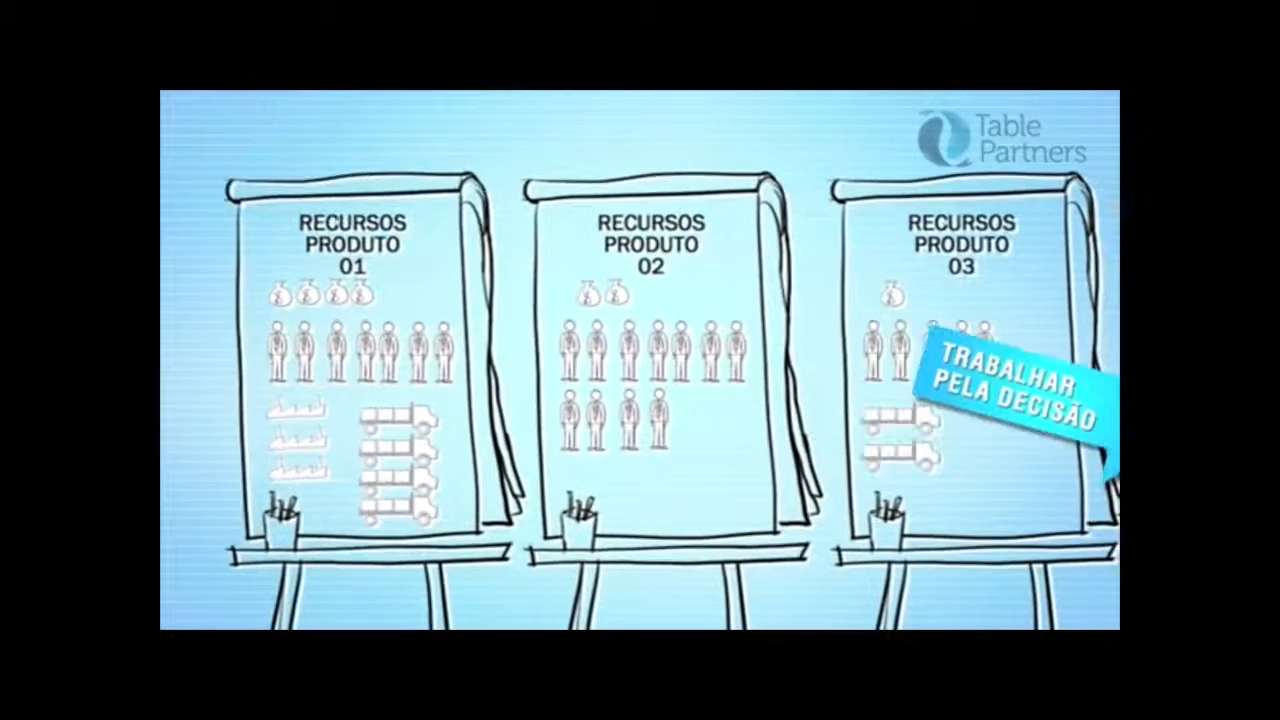 Table
Partners
RECURSOS
PRODUTO
01
RECURSOS
PRODUTO
02
RECURSOS
PRODUTO
03
TRABALHAR
PELA DECISÃO